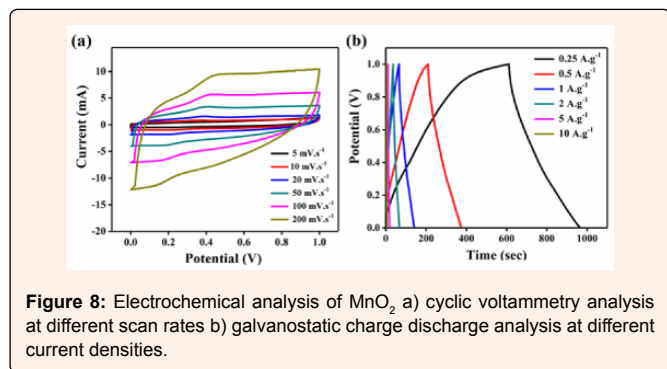 (a)
10
5
0
-5
-10
-15
-20
Current (mA)
5 mV.s⁻¹
10 mV.s⁻¹
20 mV.s⁻¹
50 mV.s⁻¹
100 mV.s⁻¹
200 mV.s⁻¹
0.0 0.2 0.4 0.6 0.8 1.0
Potential (V)
(b)
1.0
0.8
0.6
0.4
0.2
0.0
Potential (V)
0.25 A.g⁻¹
0.5 A.g⁻¹
1 A.g⁻¹
2 A.g⁻¹
5 A.g⁻¹
10 A.g⁻¹
0 200 400 600 800 1000
Time (sec)
Figure 8: Electrochemical analysis of MnO₂ a) cyclic voltammetry analysis
at different scan rates b) galvanostatic charge discharge analysis at different
current densities.